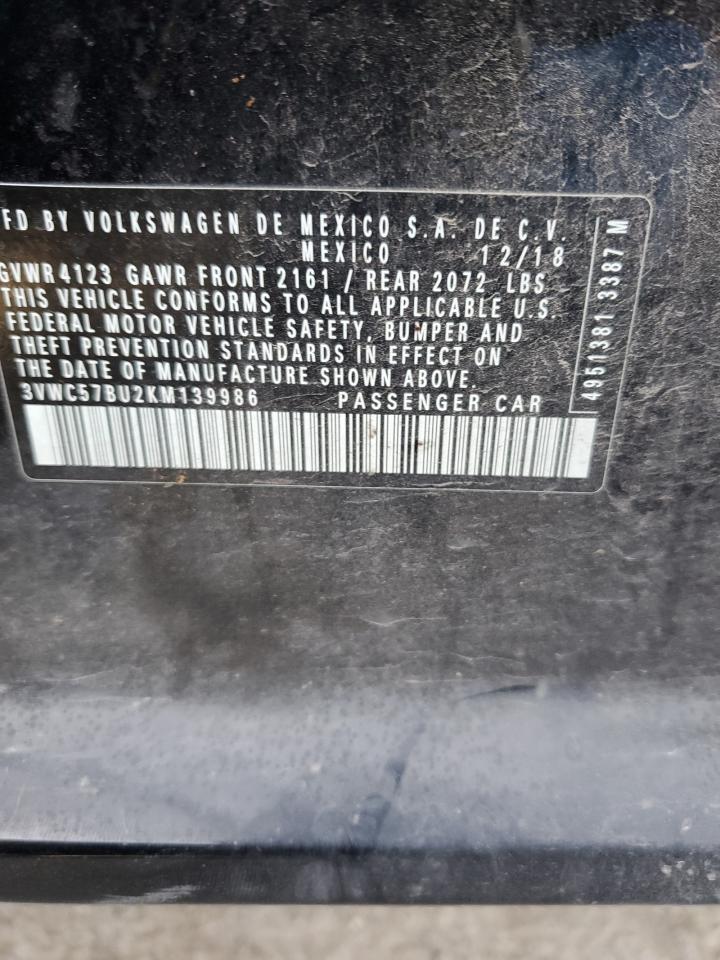 FD BY VOLKSWAGEN DE MEXICO S.A. DE C.V.
MEXICO 12/18
GVWR 4123 GAWR FRONT 2161 / REAR 2072 LBS
THIS VEHICLE CONFORMS TO ALL APPLICABLE U.S.
FEDERAL MOTOR VEHICLE SAFETY, BUMPER AND
THEFT PREVENTION STANDARDS IN EFFECT ON
THE DATE OF MANUFACTURE SHOWN ABOVE.
3VWC57BU2KM139986 PASSENGER CAR
4951381 3387 M